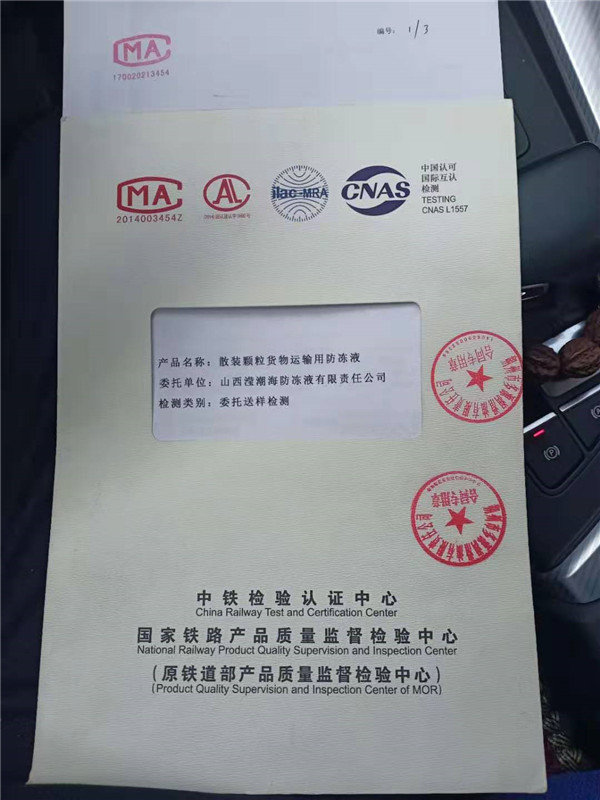 编号: 1/3
MA
170020213454
MA
2014003454Z
AL
ilac-MRA
CNAS
中国认可
国际互认
检测
TESTING
CNAS L1557
产品名称: 散装颗粒货物运输用防冻液
委托单位: 山西滢潮海防冻液有限责任公司
检测类别: 委托送样检测
合同专用章
合同专用章
中铁检验认证中心
China Railway Test and Certification Center
国家铁路产品质量监督检验中心
National Railway Product Quality Supervision and Inspection Center
(原铁道部产品质量监督检验中心)
(Product Quality Supervision and Inspection Center of MOR)
P